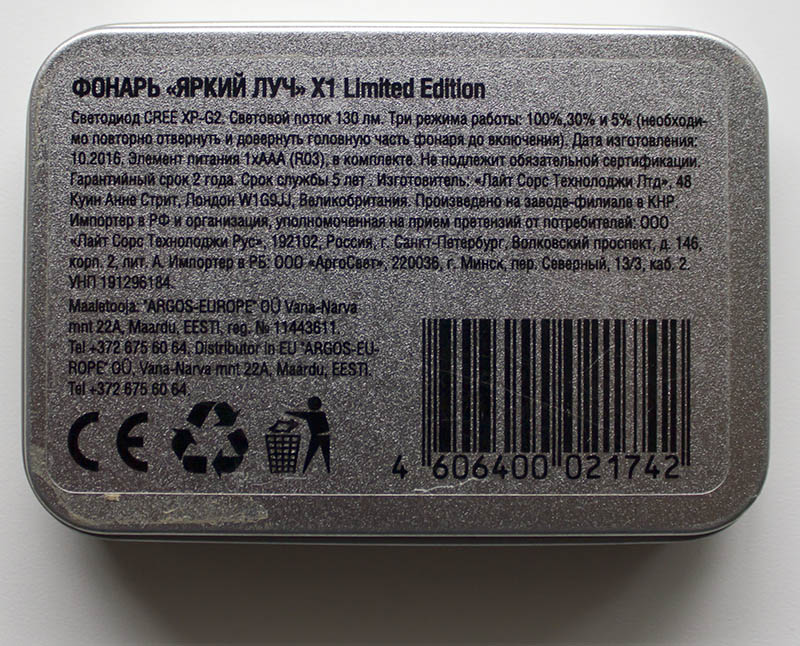 ФОНАРЬ «ЯРКИЙ ЛУЧ» X1 Limited Edition
Светодиод CREE XP-G2. Световой поток 130 лм. Три режима работы: 100%,30% и 5% (необходи-
мо повторно отвернуть и довернуть головную часть фонаря до включения). Дата изготовления:
10.2016. Элемент питания 1xAAA (R03), в комплекте. Не подлежит обязательной сертификации.
Гарантийный срок 2 года. Срок службы 5 лет . Изготовитель: «Лайт Сорс Технолоджи Лтд», 48
Куин Анне Стрит, Лондон W1G9JJ, Великобритания. Произведено на заводе-филиале в КНР.
Импортер в РФ и организация, уполномоченная на прием претензий от потребителей: ООО
«Лайт Сорс Технолоджи Рус», 192102, Россия, г. Санкт-Петербург, Волковский проспект, д. 146,
корп. 2, лит. А. Импортер в РБ: ООО «АргоСвет», 220036, г. Минск, пер. Северный, 13/3, каб. 2.
УНП 191296184.
Maaletooja: "ARGOS-EUROPE" OÜ Vana-Narva
mnt 22A, Maardu, EESTI, reg. № 11443611.
Tel +372 675 60 64. Distributor in EU "ARGOS-EU-
ROPE" OÜ, Vana-Narva mnt 22A, Maardu, EESTI.
Tel +372 675 60 64.
CE
4 606400 021742